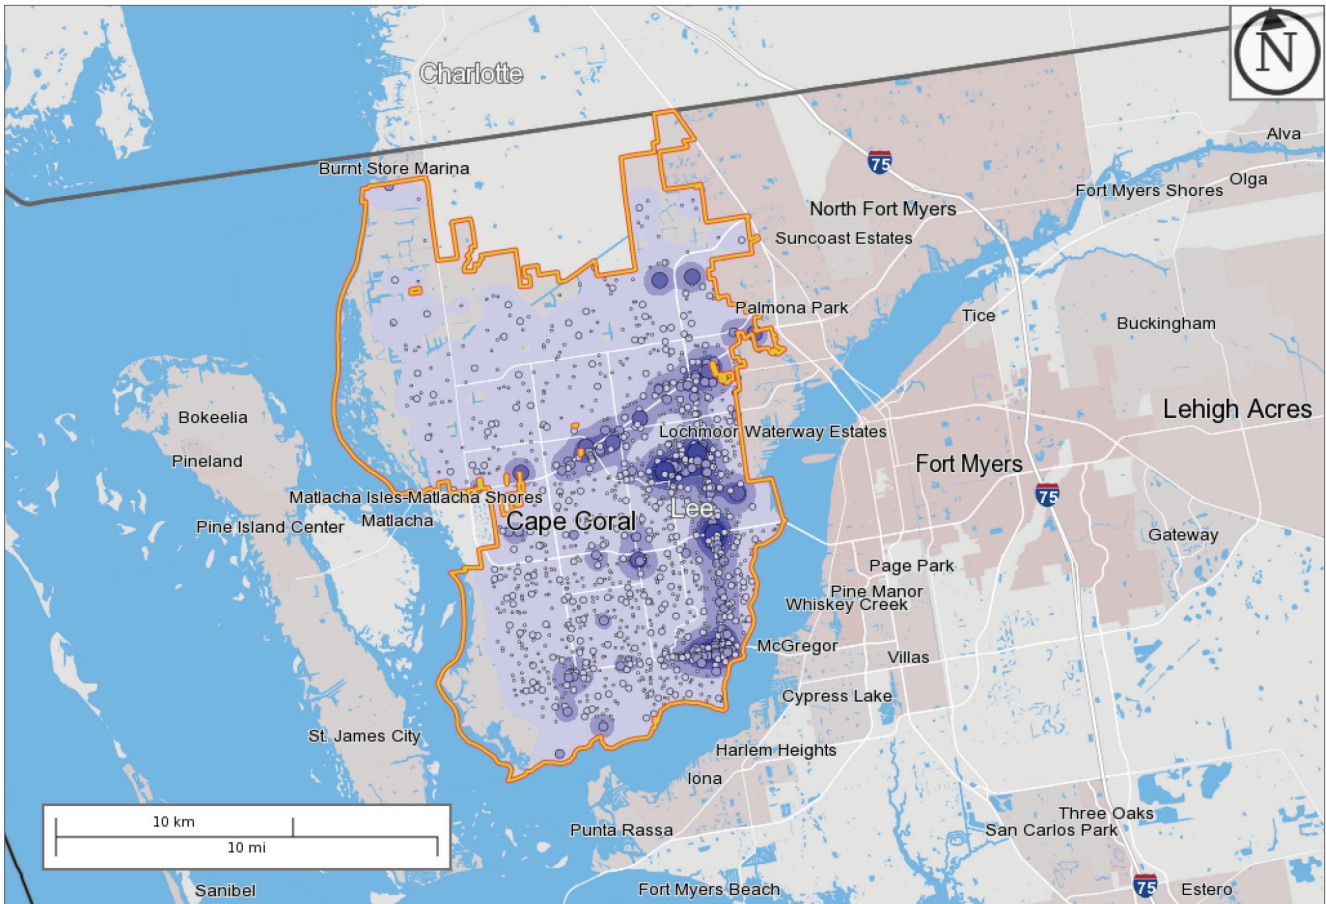 N
Charlotte
75
Alva
Burnt Store Marina
Olga
Fort Myers Shores
North Fort Myers
Suncoast Estates
Palmona Park
Tice
Buckingham
Bokeelia
Lehigh Acres
Lochmoor Waterway Estates
Pineland
Fort Myers
75
Matlacha Isles-Matlacha Shores
Lee
Cape Coral
Matlacha
Pine Island Center
Gateway
Page Park
Pine Manor
Whiskey Creek
McGregor
Villas
Cypress Lake
St. James City
Harlem Heights
Iona
Three Oaks
10 km
Punta Rassa
San Carlos Park
10 mi
75
Sanibel
Fort Myers Beach
Estero